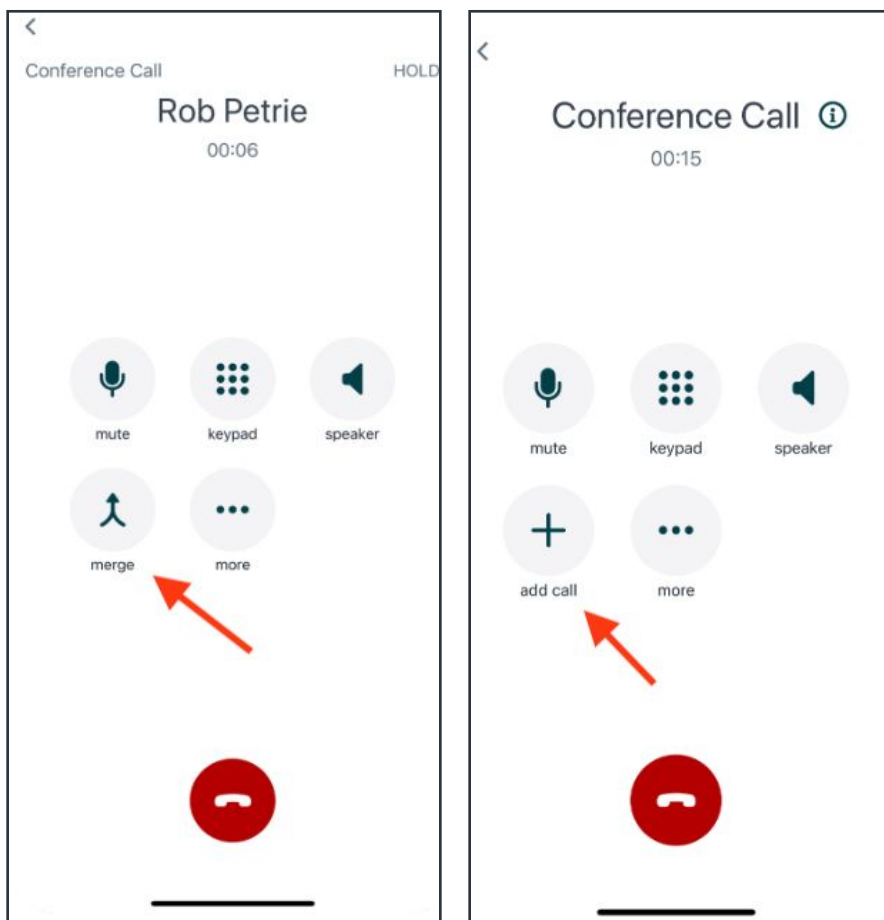 Conference Call HOLD
Rob Petrie
00:06
mute keypad speaker
merge more
Conference Call
00:15
mute keypad speaker
add call more